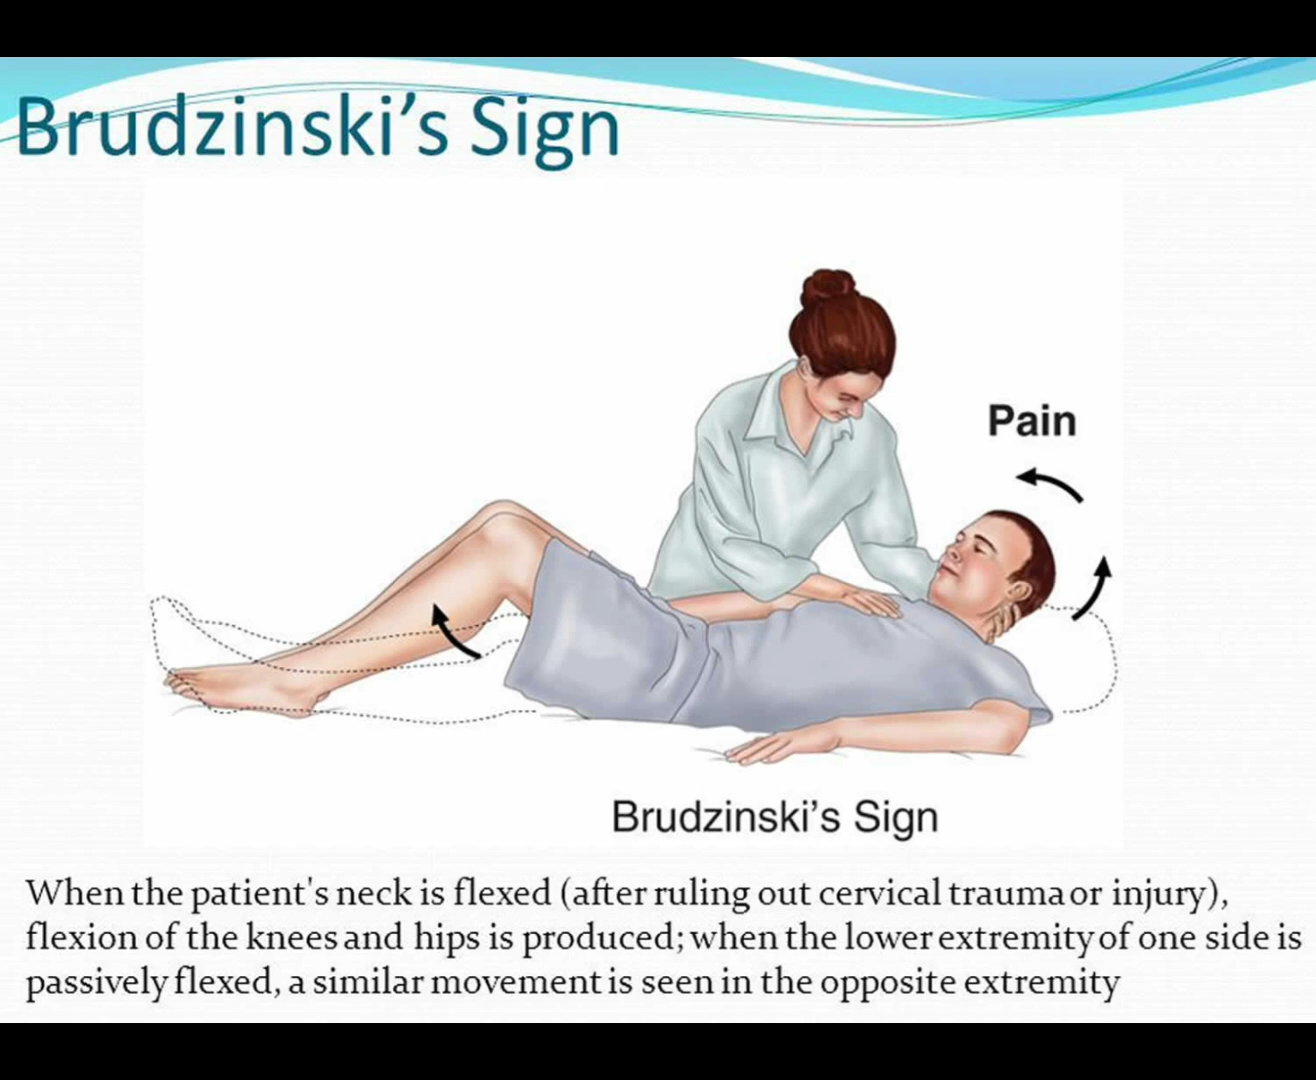 Brudzinski’s Sign
Pain
Brudzinski’s Sign
When the patient's neck is flexed (after ruling out cervical trauma or injury),
flexion of the knees and hips is produced; when the lower extremity of one side is
passively flexed, a similar movement is seen in the opposite extremity